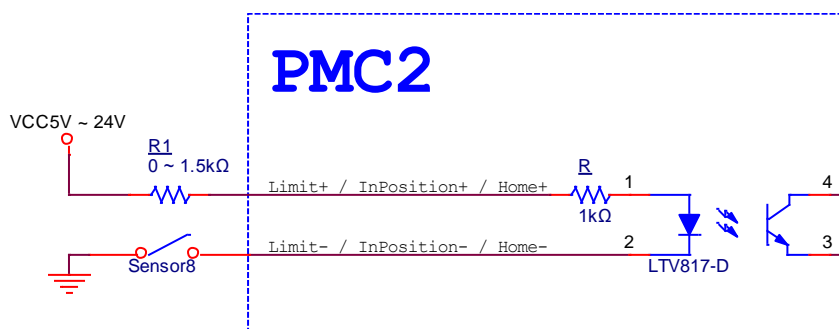 PMC2
VCC5V ~ 24V
R1
0 ~ 1.5kΩ
Limit+ / InPosition+ / Home+
R
1kΩ
1
4
Limit- / InPosition- / Home-
2
3
Sensor8
LTV817-D